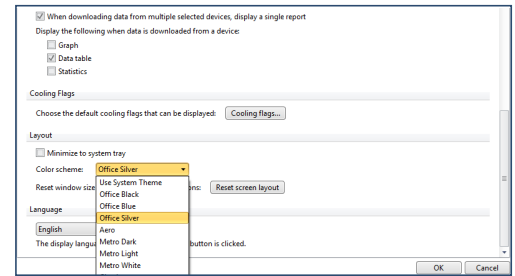 When downloading data from multiple selected devices, display a single report
Display the following when data is downloaded from a device:
Graph
Data table
Statistics
Cooling Flags
Choose the default cooling flags that can be displayed: Cooling flags...
Layout
Minimize to system tray
Color scheme: Office Silver
Use System Theme
Reset window size ons: Reset screen layout
Office Black
Office Blue
Language
Office Silver
English
Aero
Metro Dark
The display langua button is clicked.
Metro Light
Metro White
OK Cancel